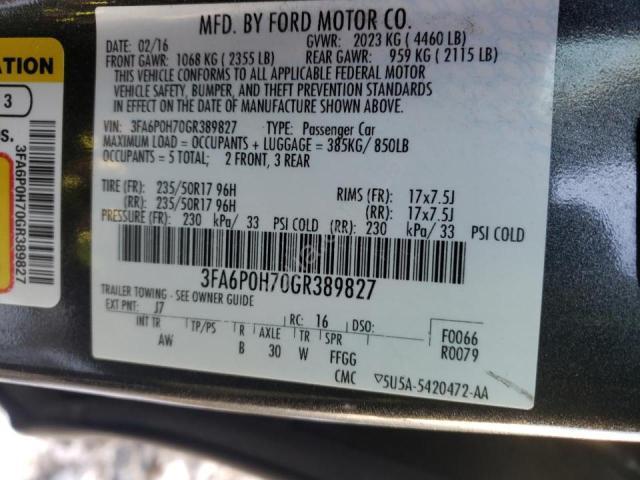 MFD. BY FORD MOTOR CO.
DATE: 02/16 GVWR: 2023 KG ( 4460 LB)
FRONT GAWR: 1068 KG ( 2355 LB) REAR GAWR: 959 KG ( 2115 LB)
THIS VEHICLE CONFORMS TO ALL APPLICABLE FEDERAL MOTOR
VEHICLE SAFETY, BUMPER, AND THEFT PREVENTION STANDARDS
IN EFFECT ON THE DATE OF MANUFACTURE SHOWN ABOVE.
VIN: 3FA6P0H70GR389827 TYPE: Passenger Car
MAXIMUM LOAD = OCCUPANTS + LUGGAGE = 385KG/ 850LB
OCCUPANTS = 5 TOTAL; 2 FRONT, 3 REAR
TIRE (FR): 235/50R17 96H RIMS (FR): 17x7.5J
(RR): 235/50R17 96H (RR): 17x7.5J
PRESSURE (FR): 230 kPa/ 33 PSI COLD (RR): 230 kPa/ 33 PSI COLD
3FA6P0H70GR389827
TRAILER TOWING - SEE OWNER GUIDE
EXT PNT: J7 RC: 16 DSO: F0066
INT TR TP/PS R AXLE TR SPR R0079
AW B 30 W FFGG
CMC ▽5U5A-5420472-AA
ATION
3
S.
3FA6P0H70GR389827